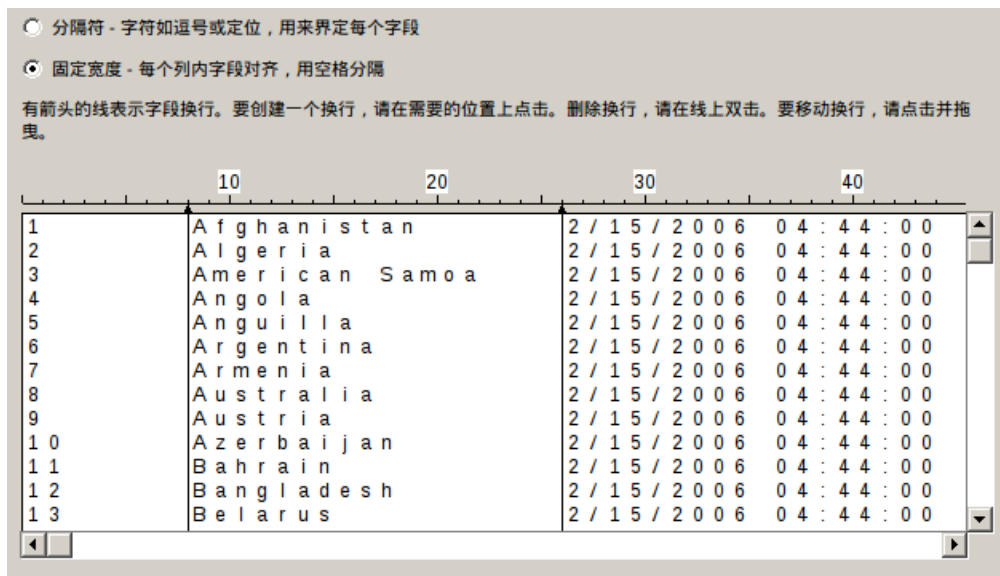 分隔符 - 字符如逗号或定位，用来界定每个字段
固定宽度 - 每个列内字段对齐，用空格分隔
有箭头的线表示字段换行。要创建一个换行，请在需要的位置上点击。删除换行，请在线上双击。要移动换行，请点击并拖
曳。
10 20 30 40
1 Afghanistan 2/15/2006 04:44:00
2 Algeria 2/15/2006 04:44:00
3 American Samoa 2/15/2006 04:44:00
4 Angola 2/15/2006 04:44:00
5 Anguilla 2/15/2006 04:44:00
6 Argentina 2/15/2006 04:44:00
7 Armenia 2/15/2006 04:44:00
8 Australia 2/15/2006 04:44:00
9 Austria 2/15/2006 04:44:00
10 Azerbaijan 2/15/2006 04:44:00
11 Bahrain 2/15/2006 04:44:00
12 Bangladesh 2/15/2006 04:44:00
13 Belarus 2/15/2006 04:44:00